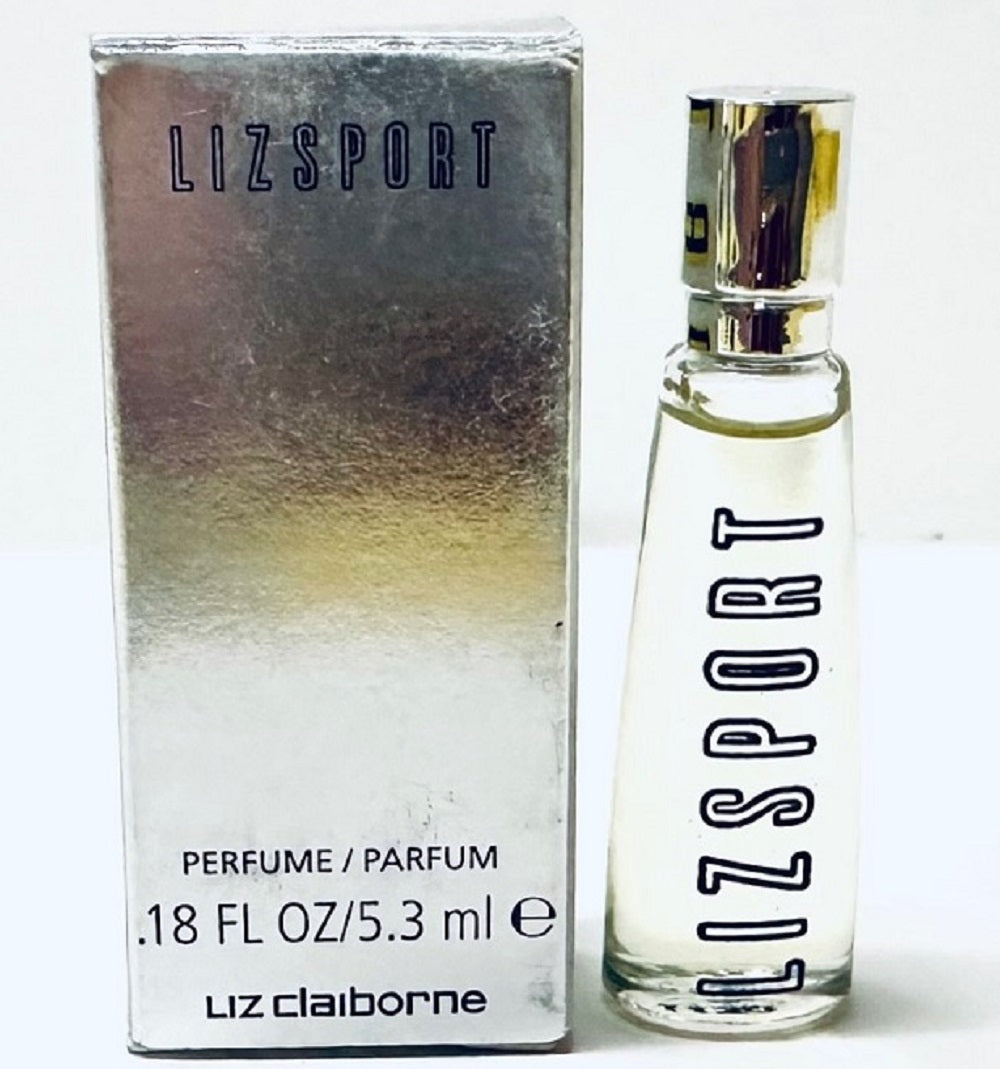 LIZSPORT
PERFUME / PARFUM
.18 FL OZ/5.3 ml ℮
Liz claiborne
LIZSPORT